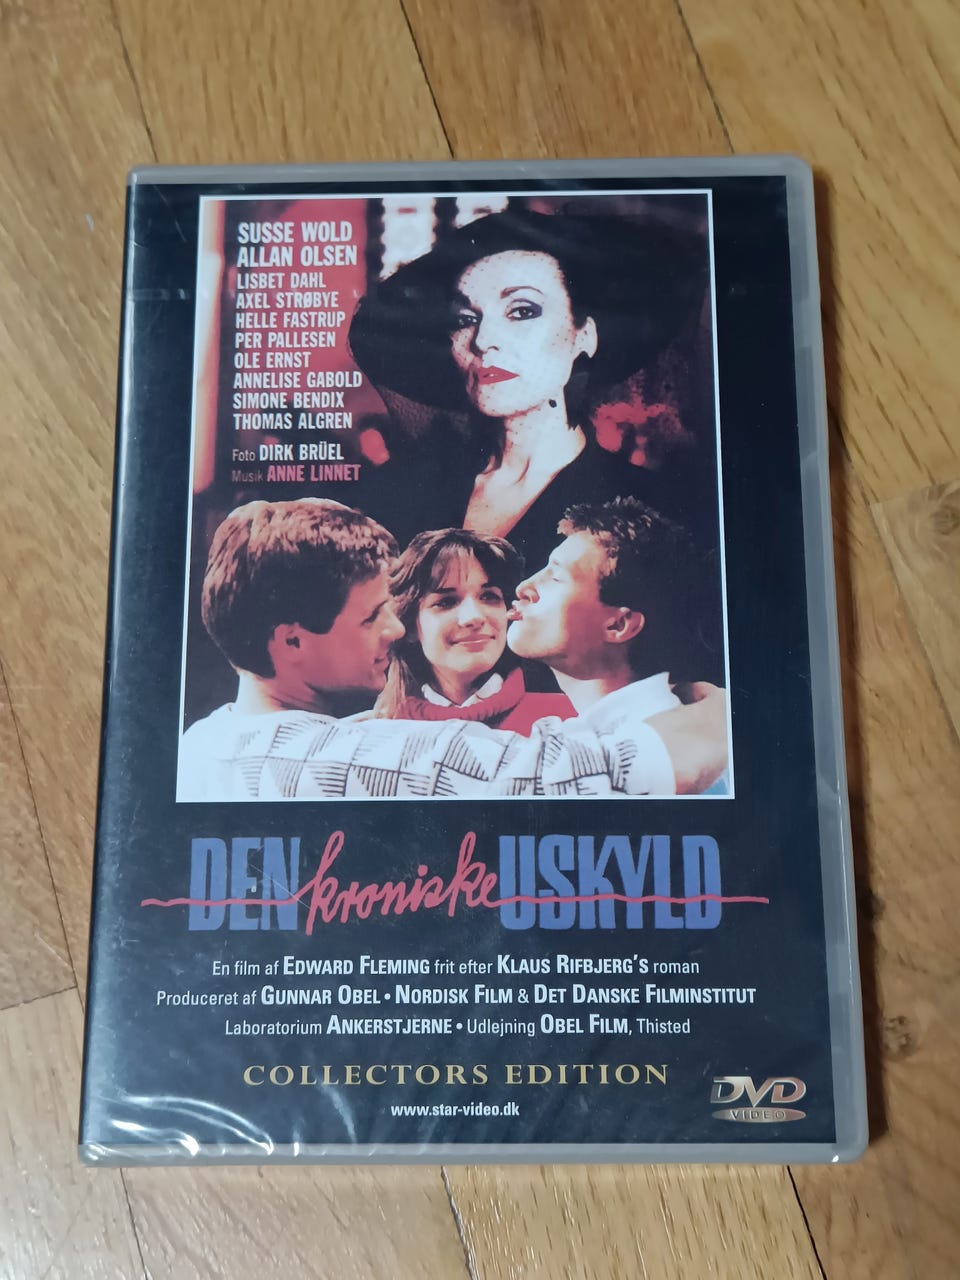 SUSSE WOLD
ALLAN OLSEN
LISBET DAHL
AXEL STRØBYE
HELLE FASTRUP
PER PALLESEN
OLE ERNST
ANNELISE GABOLD
SIMONE BENDIX
THOMAS ALGREN
Foto DIRK BRÜEL
Musik ANNE LINNET
DEN kroniske USKYLD
En film af EDWARD FLEMING frit efter KLAUS RIFBJERG'S roman
Produceret af GUNNAR OBEL • NORDISK FILM & DET DANSKE FILMINSTITUT
Laboratorium ANKERSTJERNE • Udlejning OBEL FILM, Thisted
COLLECTORS EDITION
www.star-video.dk
DVD
VIDEO